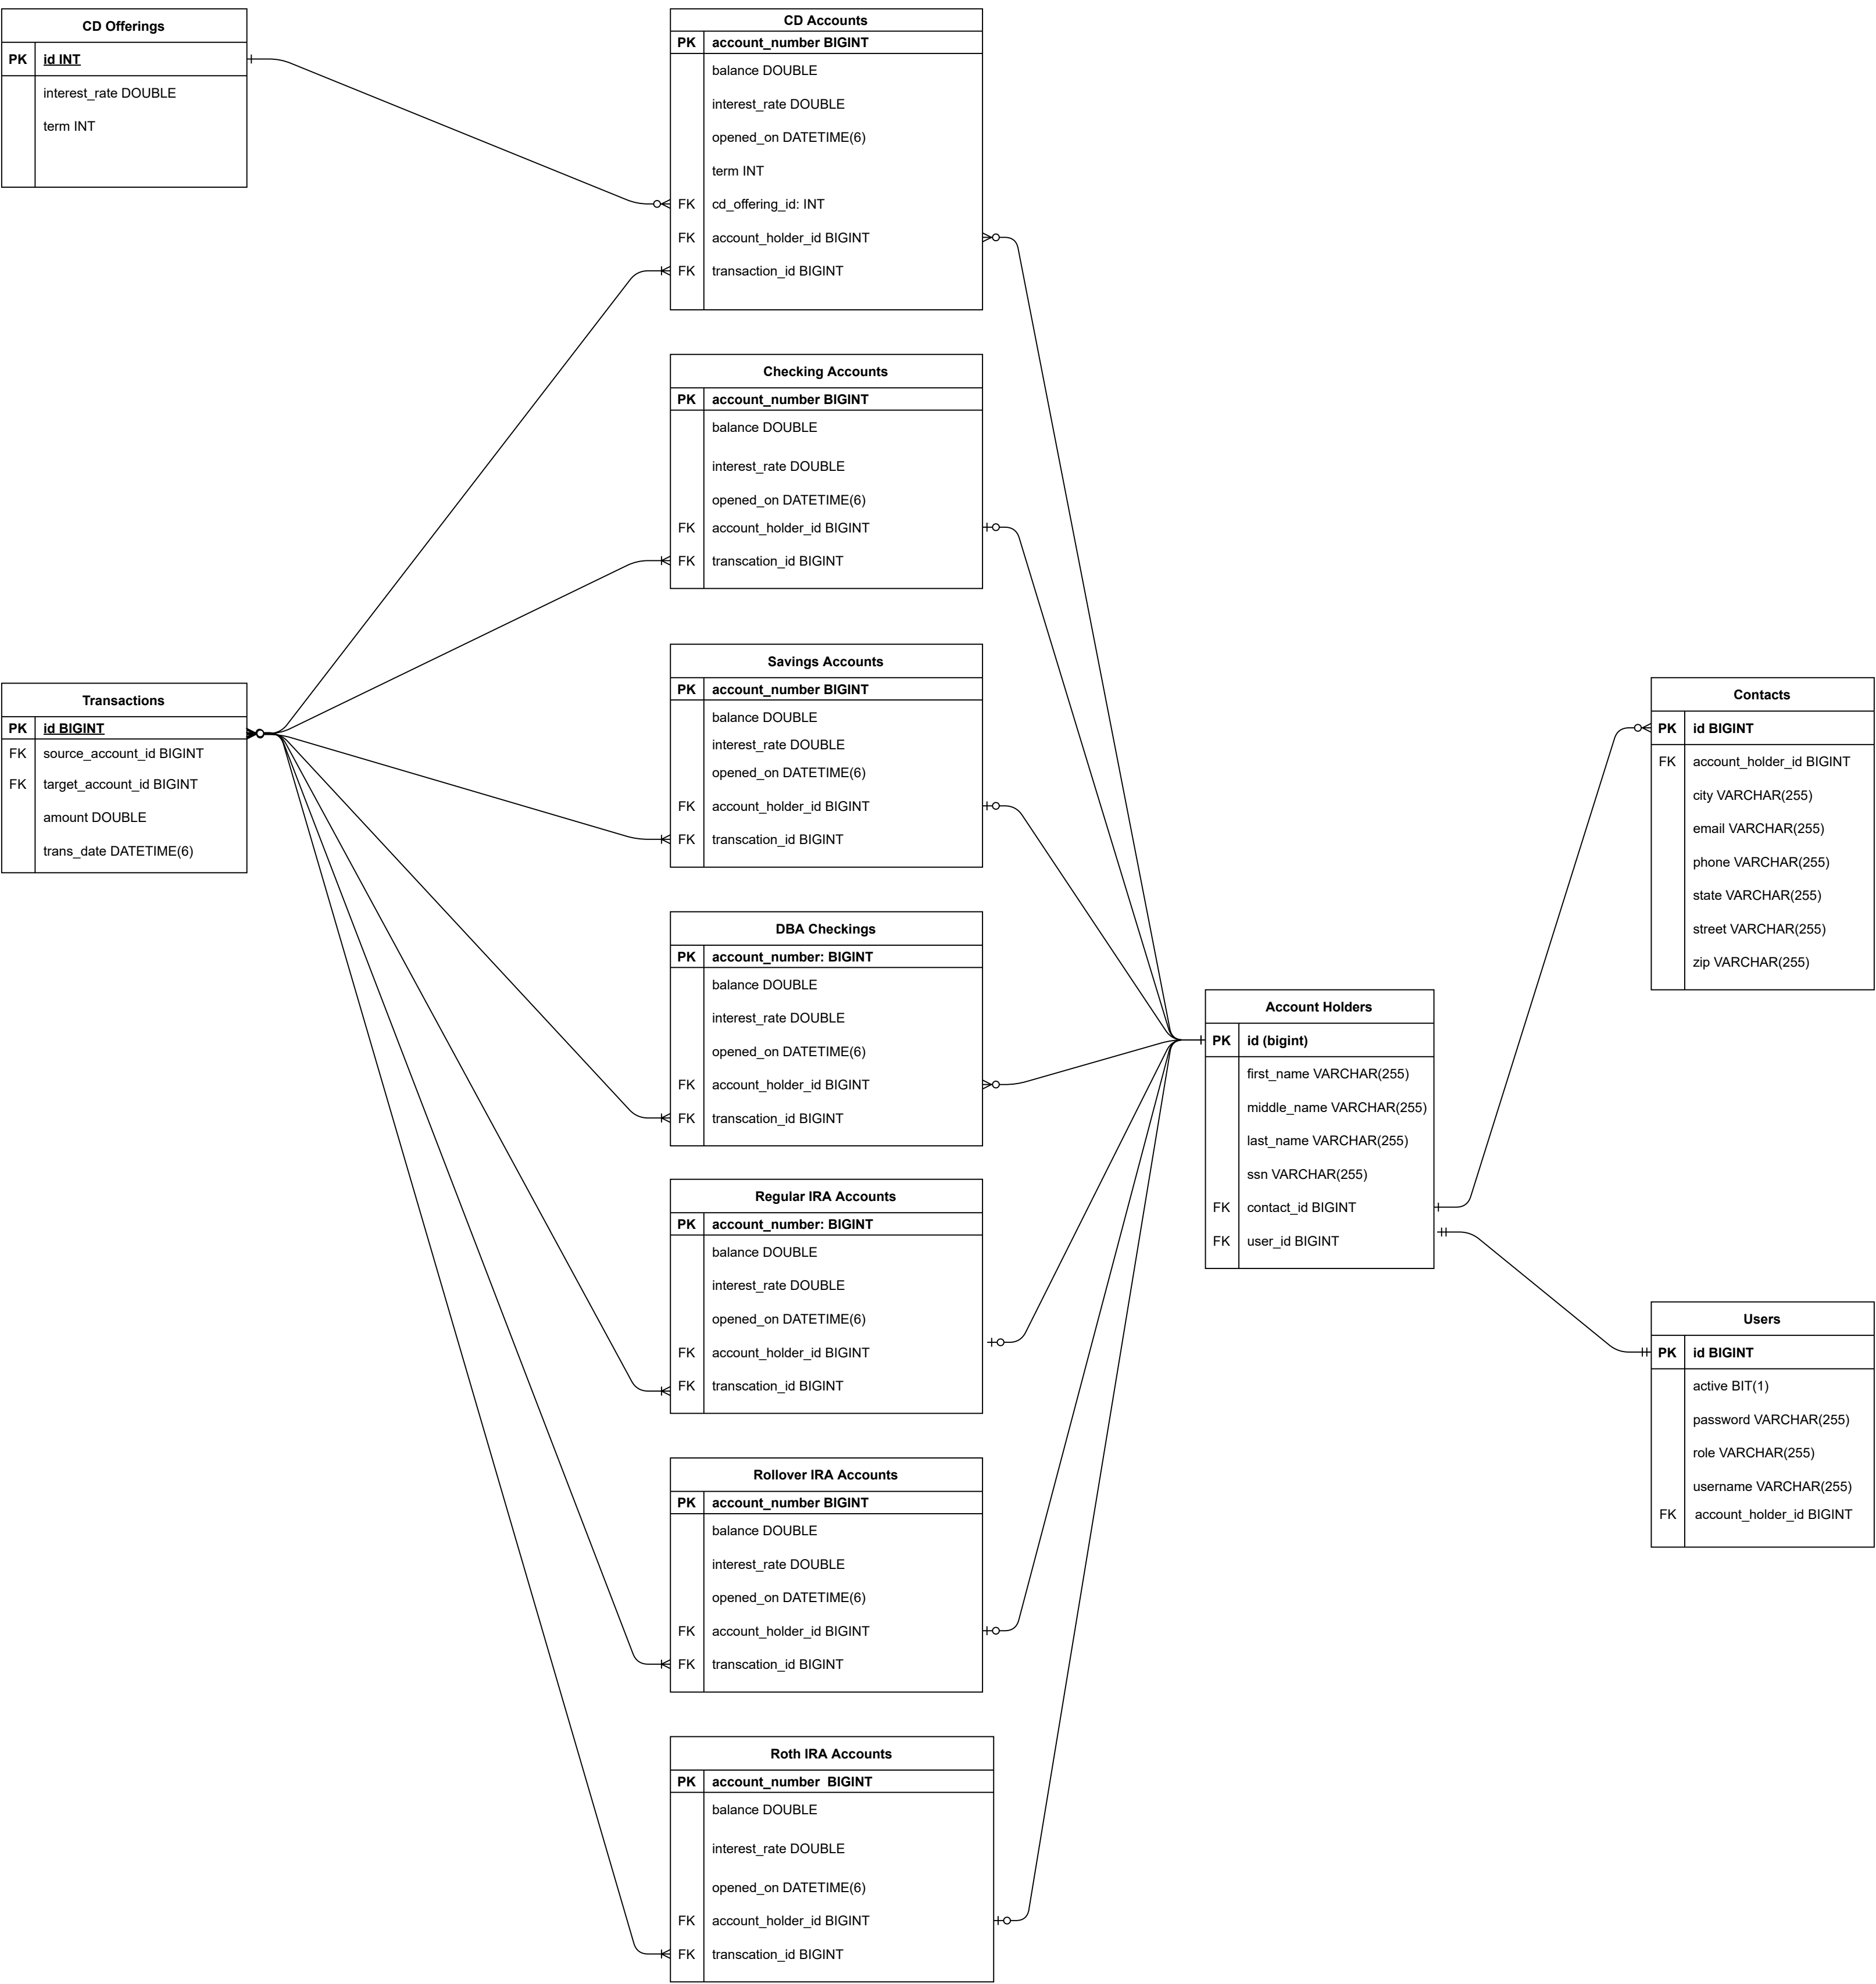 CD Offerings
PK id INT
interest_rate DOUBLE
term INT
CD Accounts
PK account_number BIGINT
balance DOUBLE
interest_rate DOUBLE
opened_on DATETIME(6)
term INT
FK cd_offering_id: INT
FK account_holder_id BIGINT
FK transaction_id BIGINT
Checking Accounts
PK account_number BIGINT
balance DOUBLE
interest_rate DOUBLE
opened_on DATETIME(6)
FK account_holder_id BIGINT
FK transcation_id BIGINT
Transactions
PK id BIGINT
FK source_account_id BIGINT
FK target_account_id BIGINT
amount DOUBLE
trans_date DATETIME(6)
Savings Accounts
PK account_number BIGINT
balance DOUBLE
interest_rate DOUBLE
opened_on DATETIME(6)
FK account_holder_id BIGINT
FK transcation_id BIGINT
DBA Checkings
PK account_number: BIGINT
balance DOUBLE
interest_rate DOUBLE
opened_on DATETIME(6)
FK account_holder_id BIGINT
FK transcation_id BIGINT
Regular IRA Accounts
PK account_number: BIGINT
balance DOUBLE
interest_rate DOUBLE
opened_on DATETIME(6)
FK account_holder_id BIGINT
FK transcation_id BIGINT
Rollover IRA Accounts
PK account_number BIGINT
balance DOUBLE
interest_rate DOUBLE
opened_on DATETIME(6)
FK account_holder_id BIGINT
FK transcation_id BIGINT
Roth IRA Accounts
PK account_number  BIGINT
balance DOUBLE
interest_rate DOUBLE
opened_on DATETIME(6)
FK account_holder_id BIGINT
FK transcation_id BIGINT
Account Holders
PK id (bigint)
first_name VARCHAR(255)
middle_name VARCHAR(255)
last_name VARCHAR(255)
ssn VARCHAR(255)
FK contact_id BIGINT
FK user_id BIGINT
Contacts
PK id BIGINT
FK account_holder_id BIGINT
city VARCHAR(255)
email VARCHAR(255)
phone VARCHAR(255)
state VARCHAR(255)
street VARCHAR(255)
zip VARCHAR(255)
Users
PK id BIGINT
active BIT(1)
password VARCHAR(255)
role VARCHAR(255)
username VARCHAR(255)
FK account_holder_id BIGINT